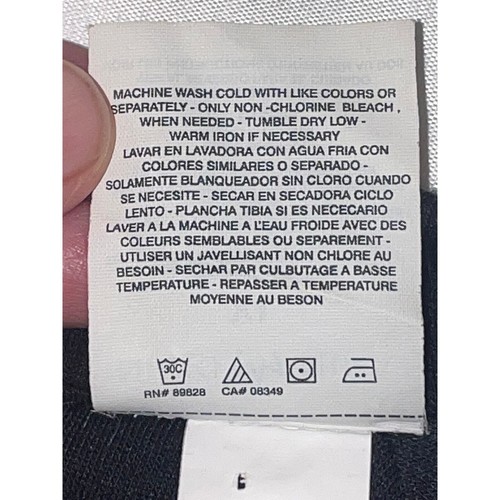 MACHINE WASH COLD WITH LIKE COLORS OR
SEPARATELY - ONLY NON -CHLORINE BLEACH ,
WHEN NEEDED - TUMBLE DRY LOW -
WARM IRON IF NECESSARY
LAVAR EN LAVADORA CON AGUA FRIA CON
COLORES SIMILARES O SEPARADO -
SOLAMENTE BLANQUEADOR SIN CLORO CUANDO
SE NECESITE - SECAR EN SECADORA CICLO
LENTO - PLANCHA TIBIA SI ES NECECARIO
LAVER A LA MACHINE A L'EAU FROIDE AVEC DES
COULEURS SEMBLABLES OU SEPAREMENT -
UTILISER UN JAVELLISANT NON CHLORE AU
BESOIN - SECHAR PAR CULBUTAGE A BASSE
TEMPERATURE - REPASSER A TEMPERATURE
MOYENNE AU BESON
30C
RN# 89828 CA# 08349